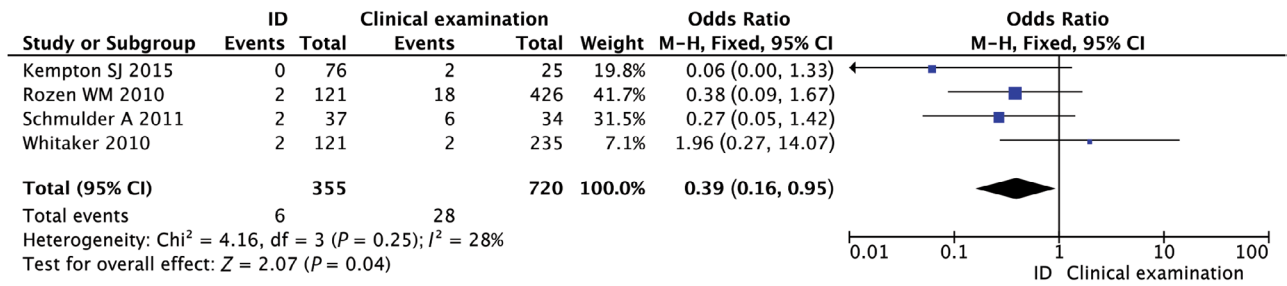 ID Clinical examination Odds Ratio Odds Ratio
Study or Subgroup Events Total Events Total Weight M–H, Fixed, 95% CI M–H, Fixed, 95% CI
Kempton SJ 2015 0 76 2 25 19.8% 0.06 (0.00, 1.33)
Rozen WM 2010 2 121 18 426 41.7% 0.38 (0.09, 1.67)
Schmulder A 2011 2 37 6 34 31.5% 0.27 (0.05, 1.42)
Whitaker 2010 2 121 2 235 7.1% 1.96 (0.27, 14.07)
Total (95% CI) 355 720 100.0% 0.39 (0.16, 0.95)
Total events 6 28
Heterogeneity: Chi² = 4.16, df = 3 (P = 0.25); I² = 28%
Test for overall effect: Z = 2.07 (P = 0.04)
0.01 0.1 1 10 100
ID Clinical examination